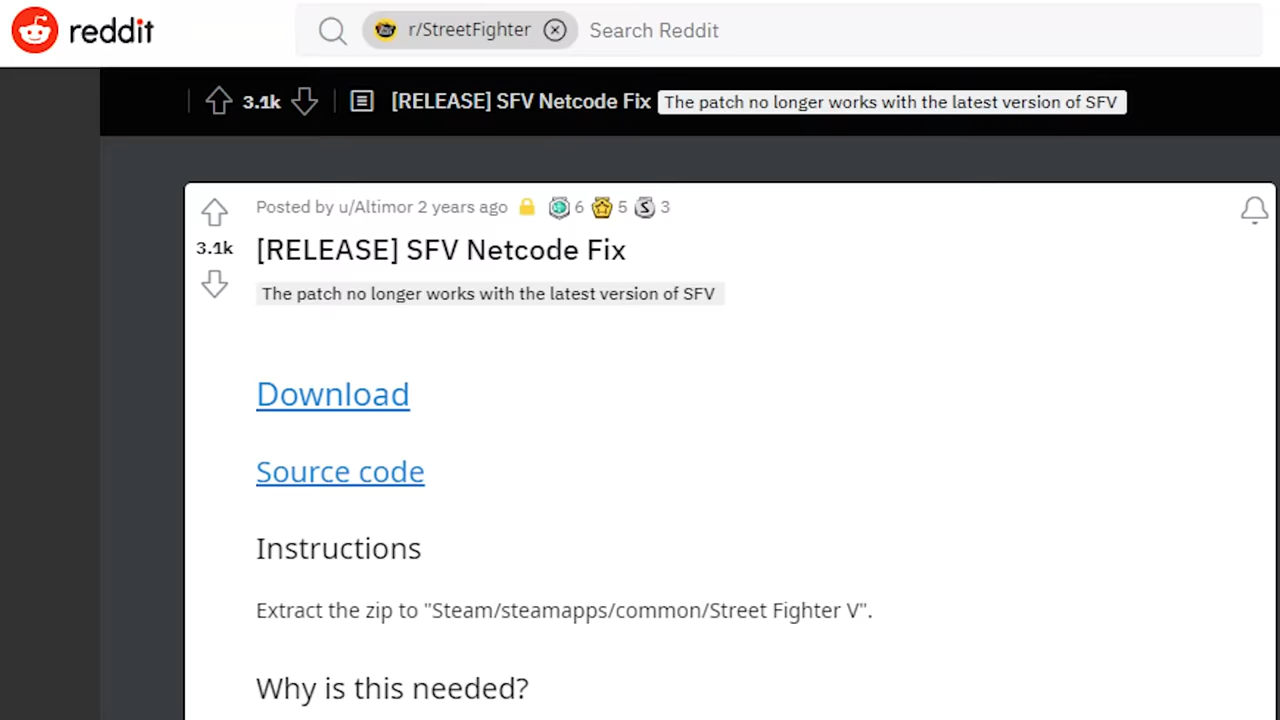 reddit
r/StreetFighter
Search Reddit
3.1k
[RELEASE] SFV Netcode Fix
The patch no longer works with the latest version of SFV
Posted by u/Altimor 2 years ago
6
5
3
3.1k
[RELEASE] SFV Netcode Fix
The patch no longer works with the latest version of SFV
Download
Source code
Instructions
Extract the zip to "Steam/steamapps/common/Street Fighter V".
Why is this needed?